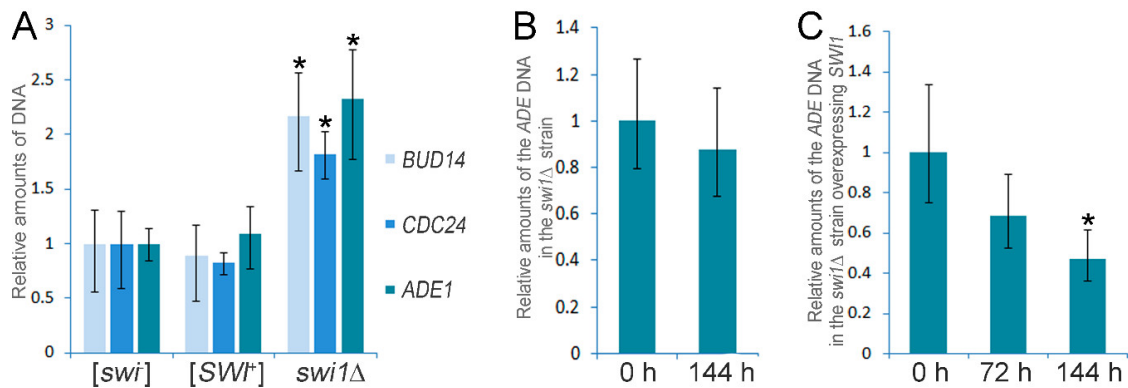 A
Relative amounts of DNA
3
2.5
2
1.5
1
0.5
0
[swi-]
[SWI+]
swi1Δ
*
*
*
BUD14
CDC24
ADE1
B
Relative amounts of the ADE DNA
in the swi1Δ strain
1.4
1.2
1
0.8
0.6
0.4
0.2
0
0 h
144 h
C
Relative amounts of the ADE DNA
in the swi1Δ strain overexpressing SWI1
1.6
1.4
1.2
1
0.8
0.6
0.4
0.2
0
*
0 h
72 h
144 h